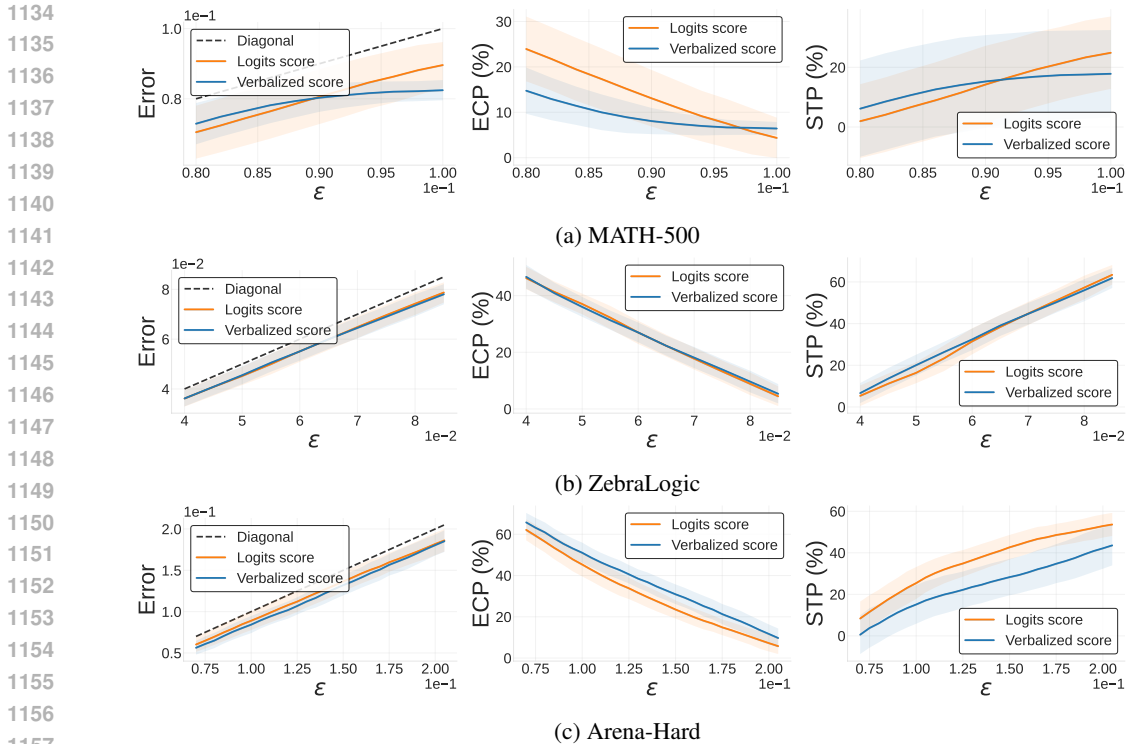 1134
1135
1136
1137
1138
1139
1140
1141
1142
1143
1144
1145
1146
1147
1148
1149
1150
1151
1152
1153
1154
1155
1156
1157
1e-1
1.0
0.8
Error
Diagonal
Logits score
Verbalized score
0.80 0.85 0.90 0.95 1.00
1e-1
ε
30
20
10
0
ECP (%)
Logits score
Verbalized score
0.80 0.85 0.90 0.95 1.00
1e-1
ε
20
0
STP (%)
Logits score
Verbalized score
0.80 0.85 0.90 0.95 1.00
1e-1
ε
(a) MATH-500
1e-2
8
6
4
Error
Diagonal
Logits score
Verbalized score
4 5 6 7 8
1e-2
ε
40
20
0
ECP (%)
Logits score
Verbalized score
4 5 6 7 8
1e-2
ε
60
40
20
0
STP (%)
Logits score
Verbalized score
4 5 6 7 8
1e-2
ε
(b) ZebraLogic
1e-1
2.0
1.5
1.0
0.5
Error
Diagonal
Logits score
Verbalized score
0.75 1.00 1.25 1.50 1.75 2.00
1e-1
ε
60
40
20
0
ECP (%)
Logits score
Verbalized score
0.75 1.00 1.25 1.50 1.75 2.00
1e-1
ε
60
40
20
0
STP (%)
Logits score
Verbalized score
0.75 1.00 1.25 1.50 1.75 2.00
1e-1
ε
(c) Arena-Hard